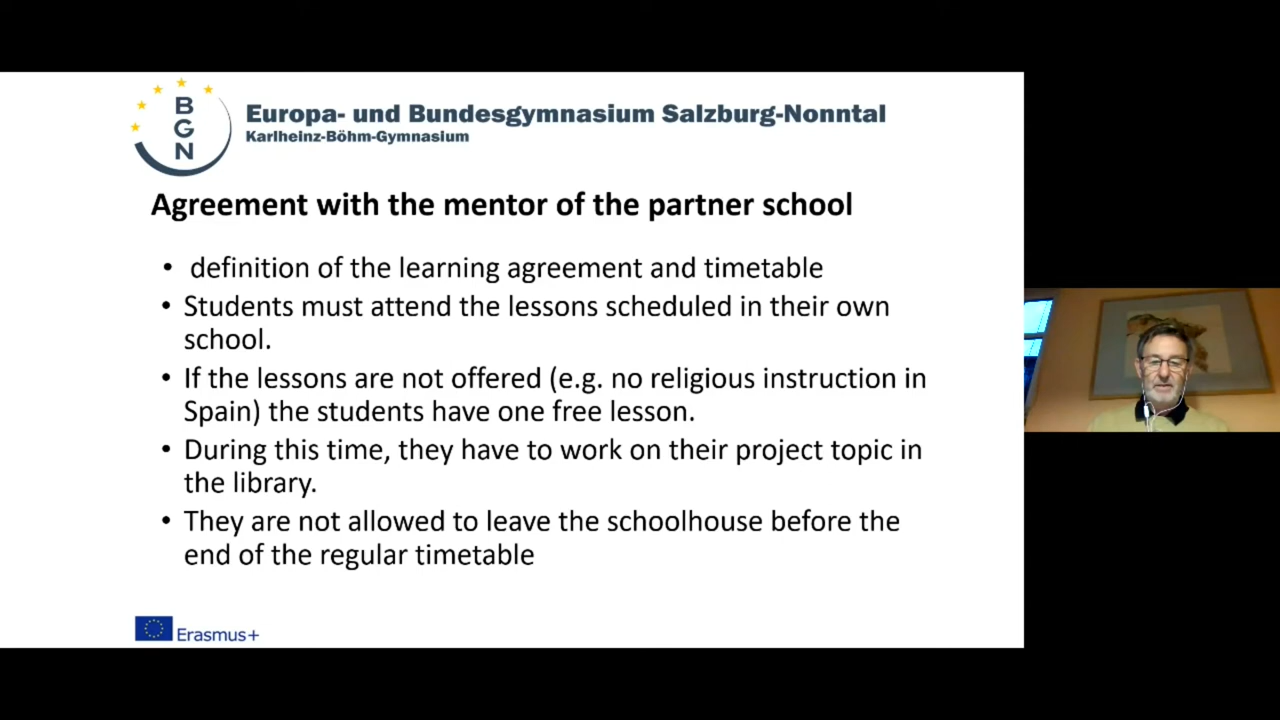 B
G
N
Europa- und Bundesgymnasium Salzburg-Nonntal
Karlheinz-Böhm-Gymnasium
Agreement with the mentor of the partner school
• definition of the learning agreement and timetable
• Students must attend the lessons scheduled in their own
school.
• If the lessons are not offered (e.g. no religious instruction in
Spain) the students have one free lesson.
• During this time, they have to work on their project topic in
the library.
• They are not allowed to leave the schoolhouse before the
end of the regular timetable
Erasmus+